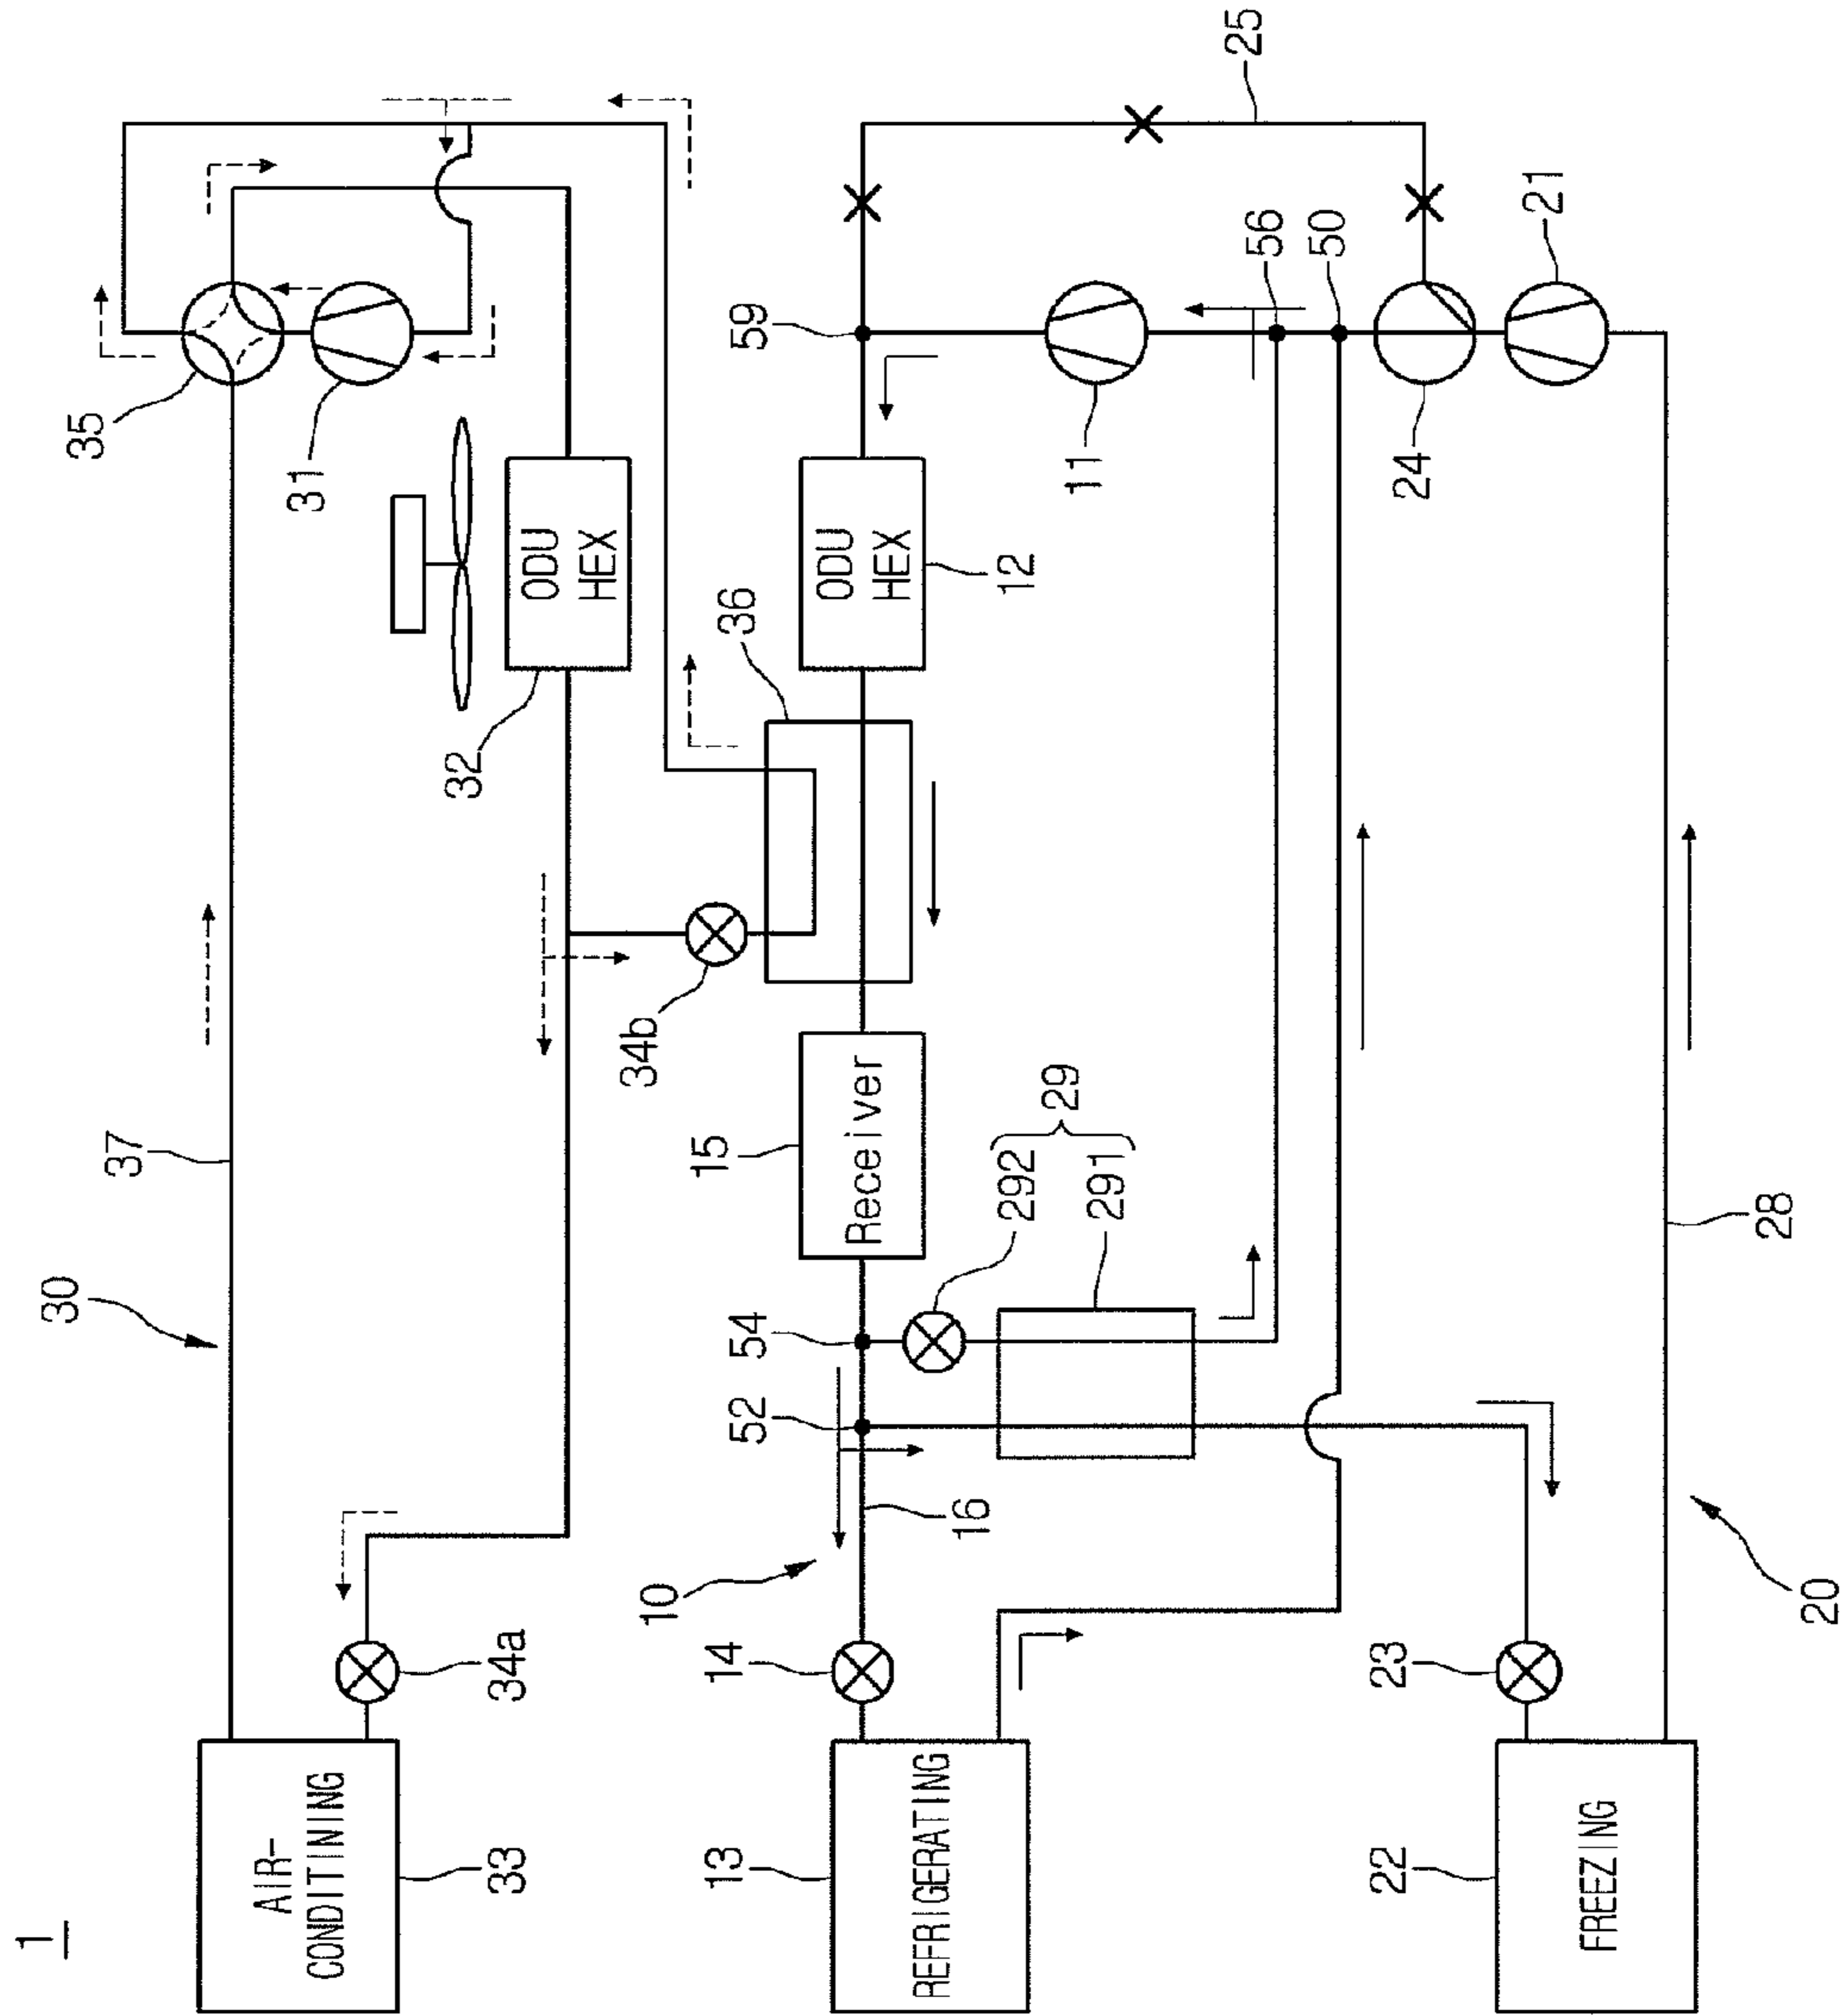 1
30
35
37
AIR-
CONDITINING
31
32
33
34a
ODU
HEX
34b
10
15
13
14
52
54
36
59
ODU
HEX
Receiver
REFRIGERATING
16
292
12
29
11
291
25
56
50
22
23
24
21
FREEZING
28
20